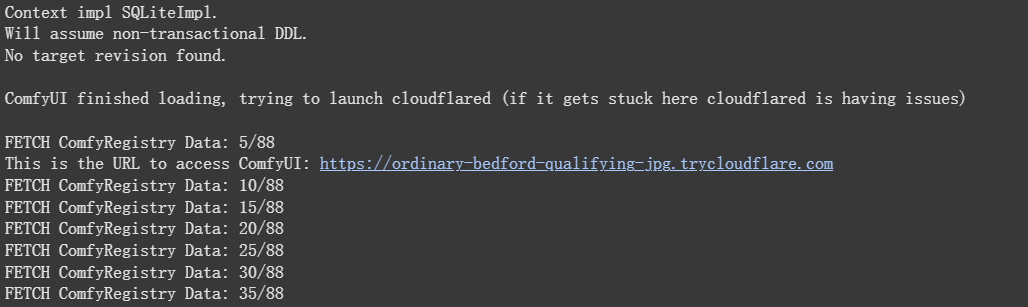 Context impl SQLiteImpl.
Will assume non-transactional DDL.
No target revision found.
ComfyUI finished loading, trying to launch cloudflared (if it gets stuck here cloudflared is having issues)
FETCH ComfyRegistry Data: 5/88
This is the URL to access ComfyUI: https://ordinary-bedford-qualifying-jpg.trycloudflare.com
FETCH ComfyRegistry Data: 10/88
FETCH ComfyRegistry Data: 15/88
FETCH ComfyRegistry Data: 20/88
FETCH ComfyRegistry Data: 25/88
FETCH ComfyRegistry Data: 30/88
FETCH ComfyRegistry Data: 35/88